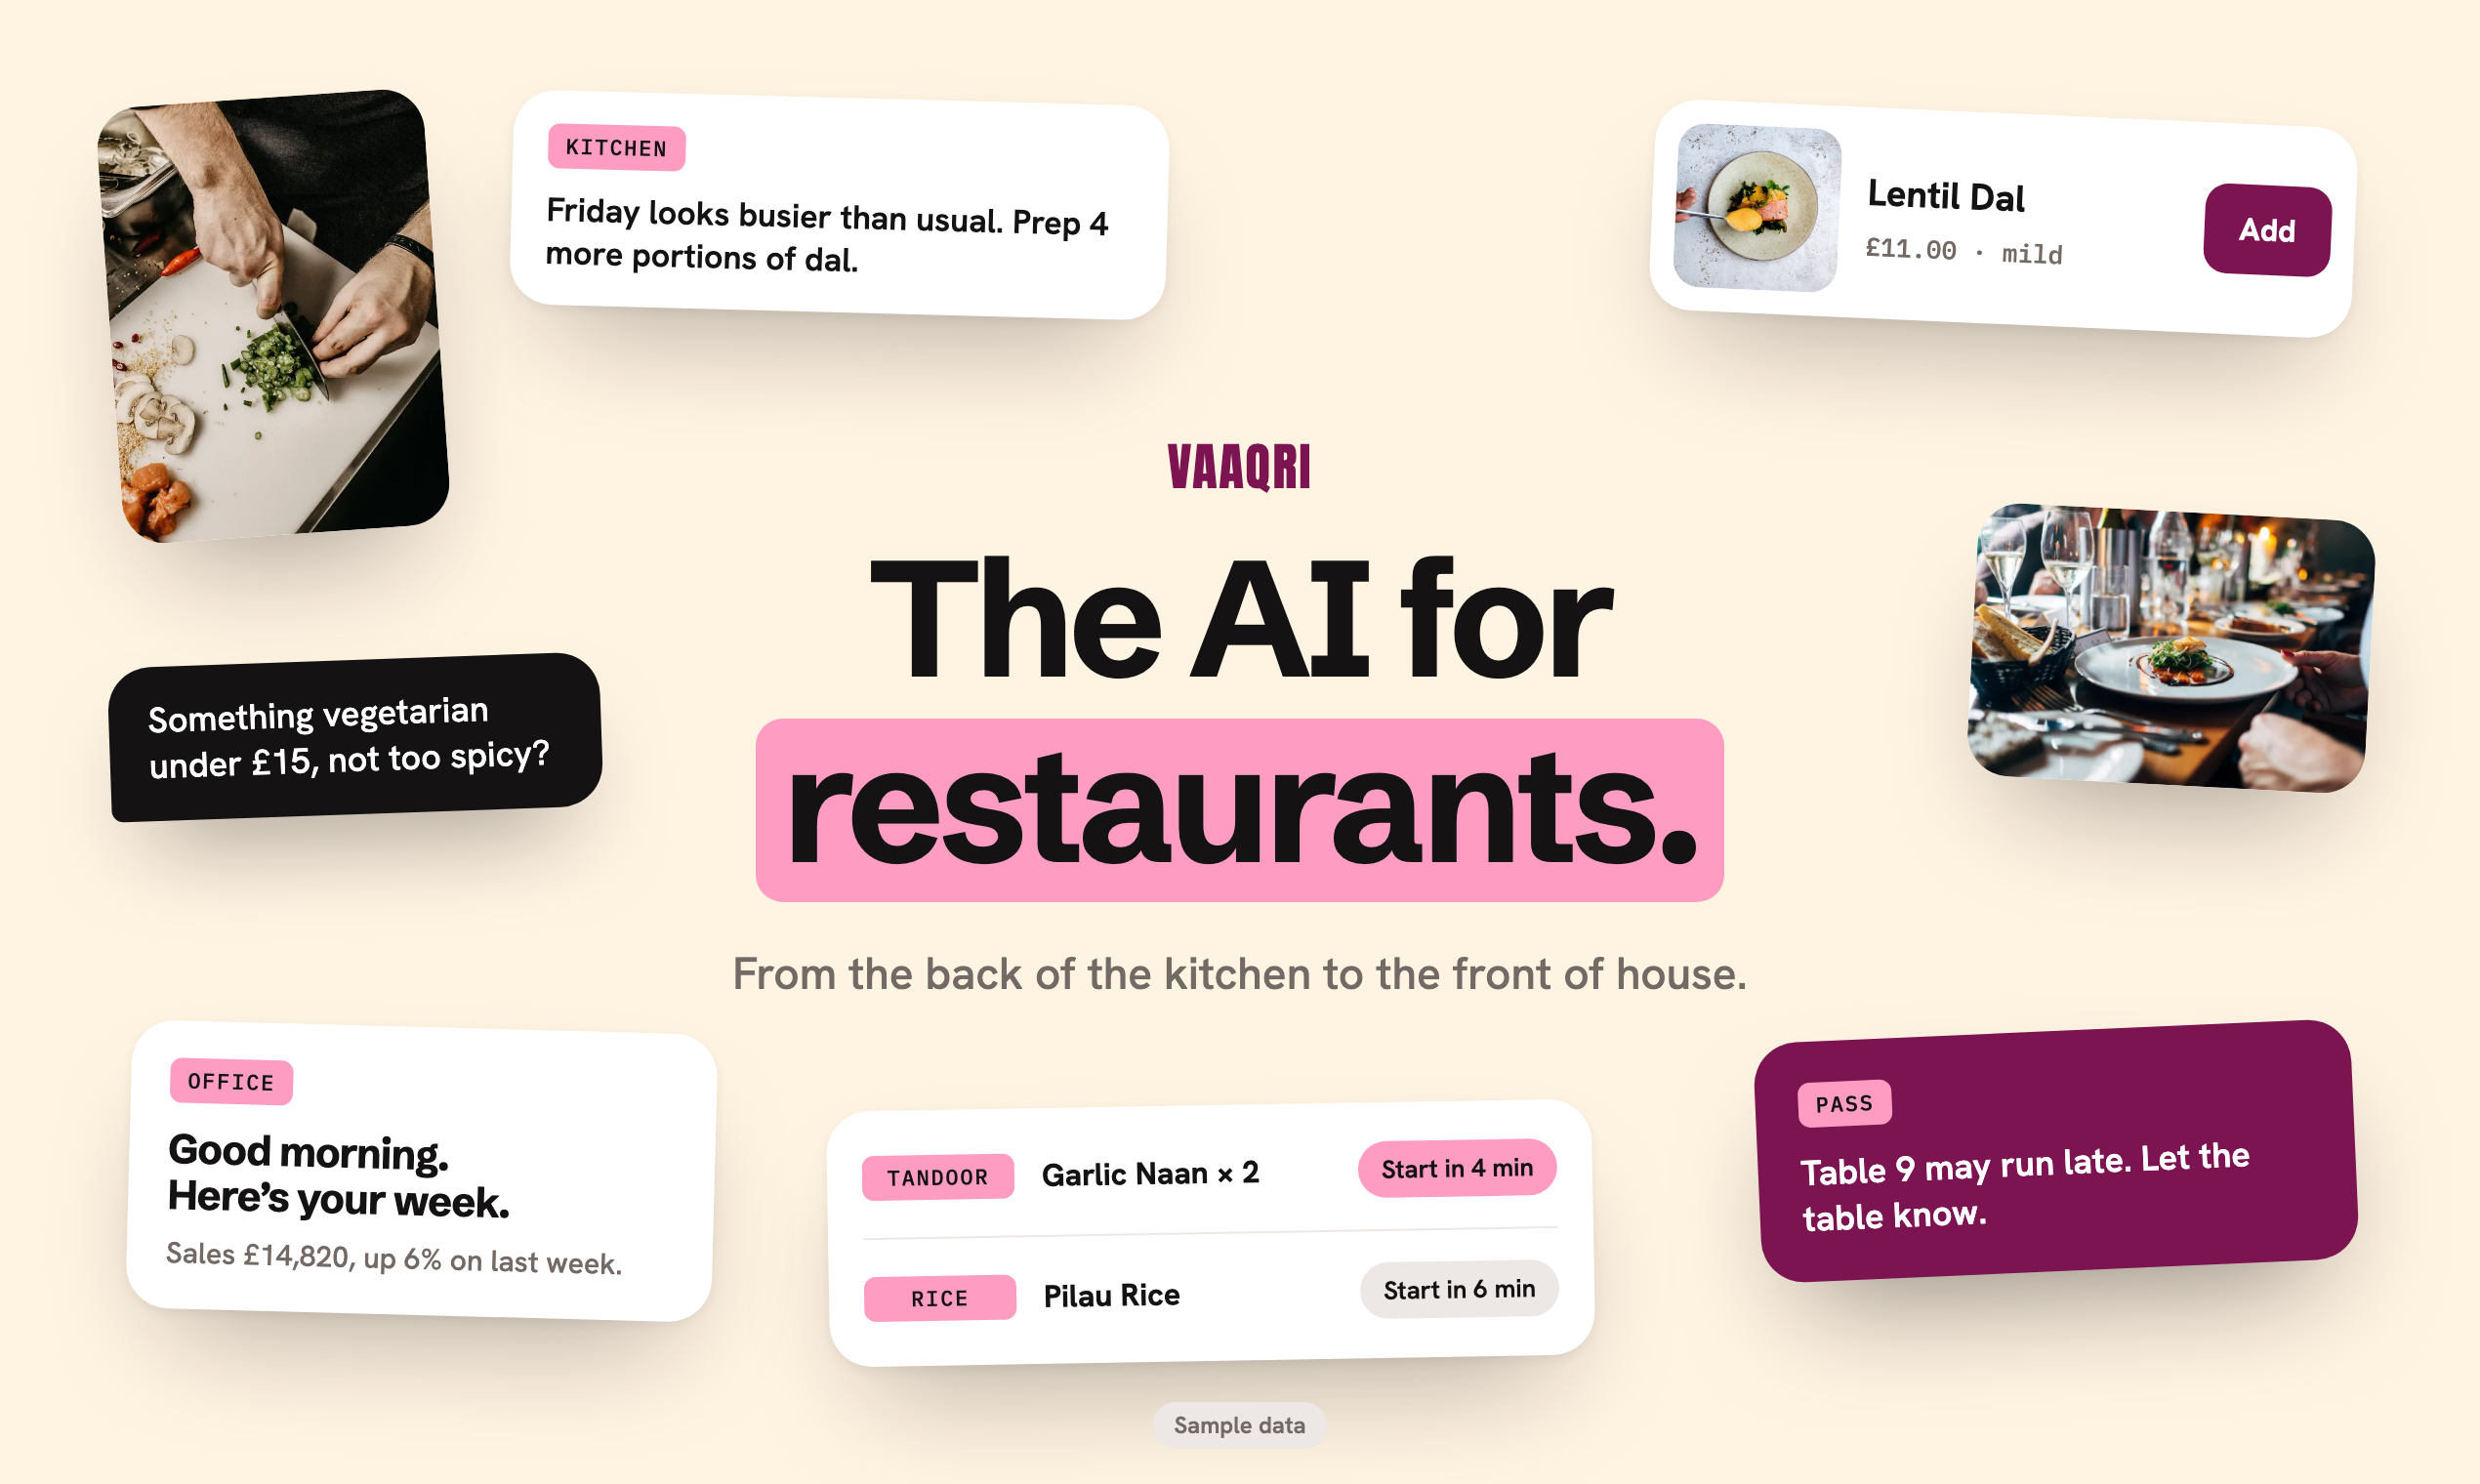 KITCHEN
Friday looks busier than usual. Prep 4
more portions of dal.
Lentil Dal
£11.00 · mild
Add
VAAQRI
The AI for
restaurants.
From the back of the kitchen to the front of house.
Something vegetarian
under £15, not too spicy?
OFFICE
Good morning.
Here’s your week.
Sales £14,820, up 6% on last week.
TANDOOR
Garlic Naan × 2
Start in 4 min
RICE
Pilau Rice
Start in 6 min
PASS
Table 9 may run late. Let the
table know.
Sample data